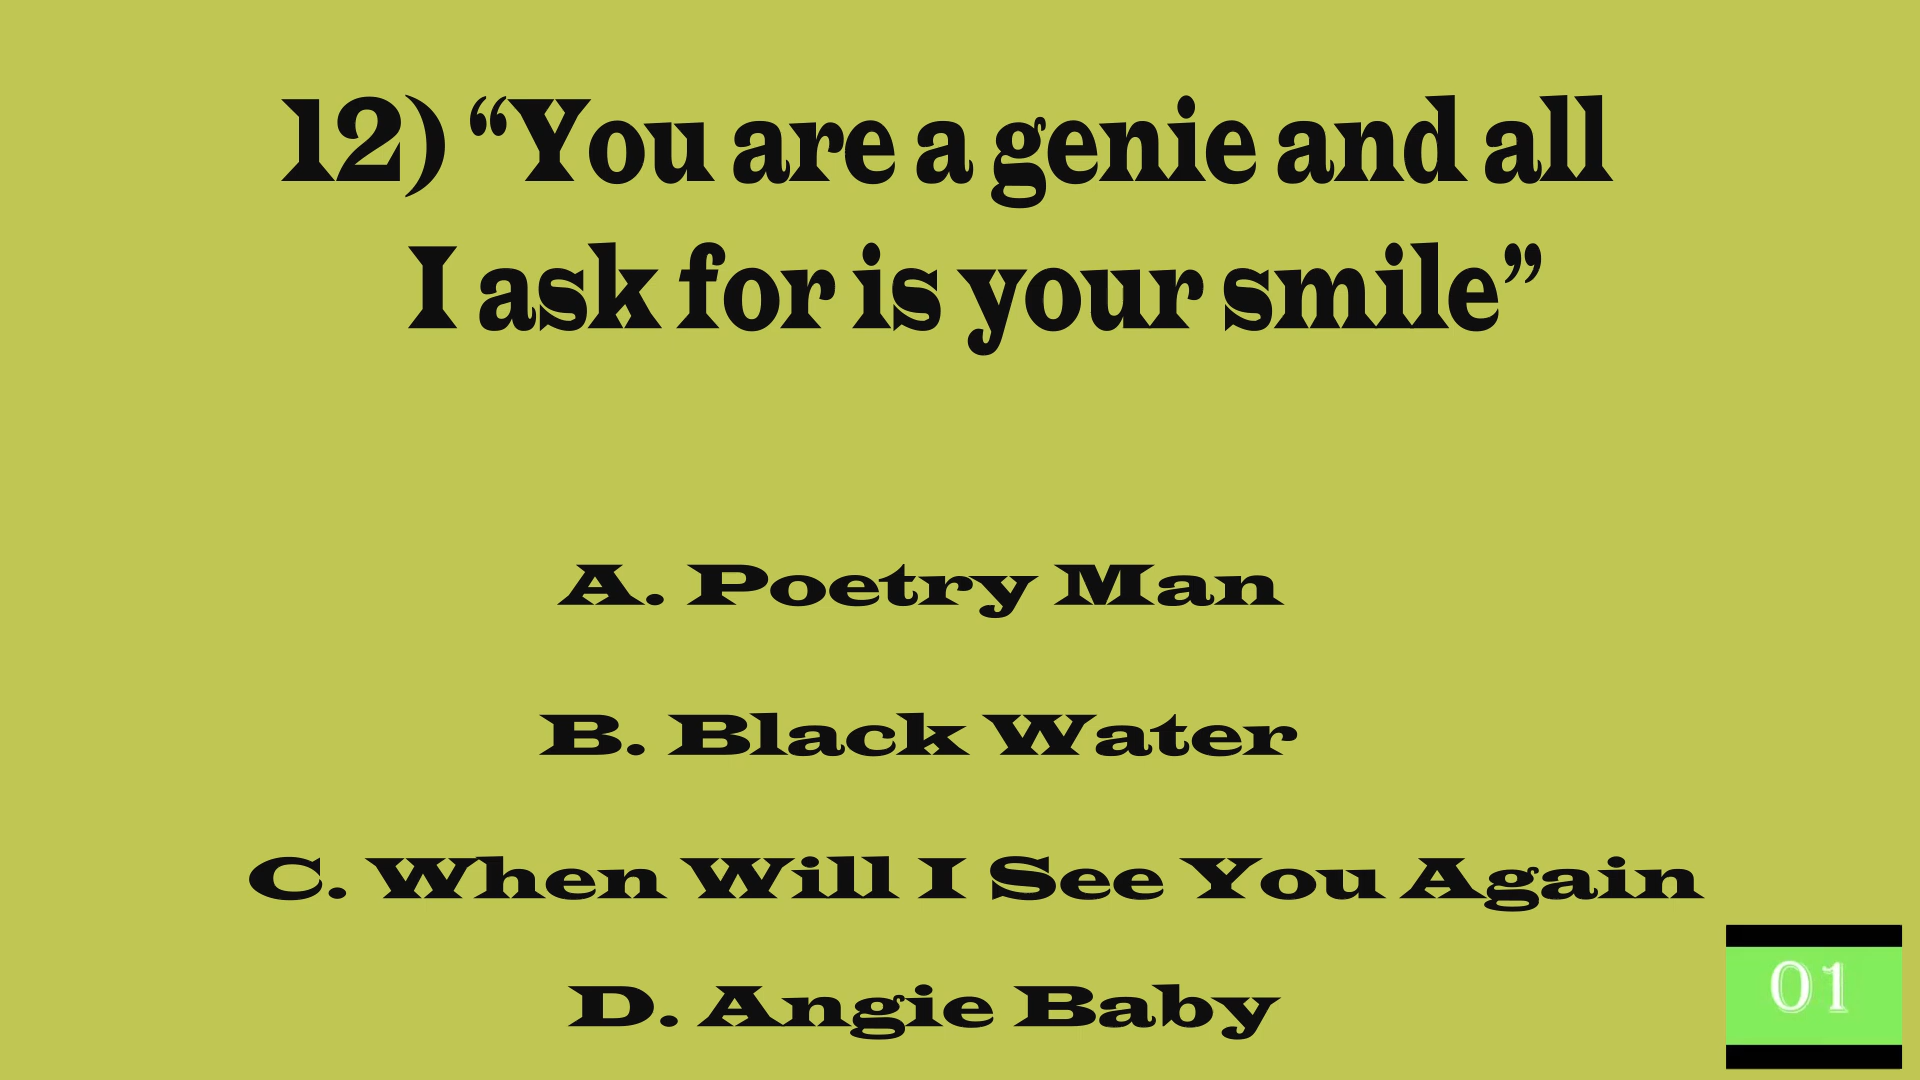 12) “You are a genie and all
I ask for is your smile”
A. Poetry Man
B. Black Water
C. When Will I See You Again
D. Angie Baby
01